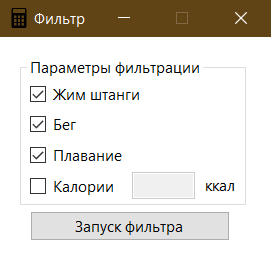 Фильтр
Параметры фильтрации
Жим штанги
Бег
Плавание
Калории ккал
Запуск фильтра